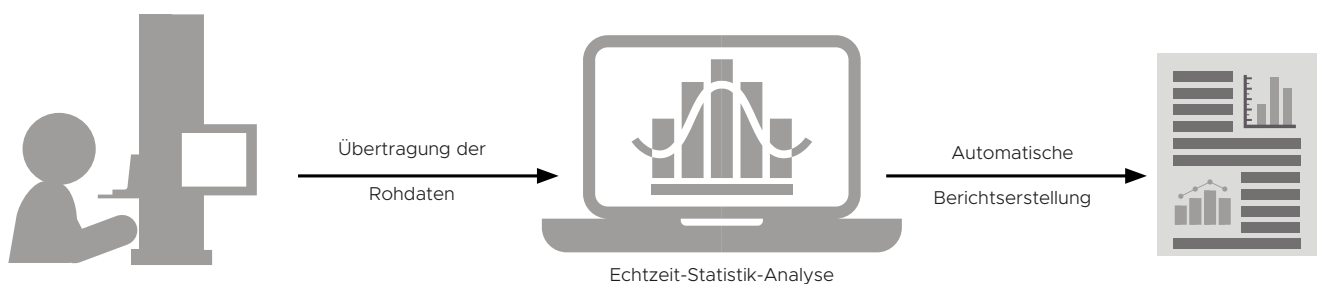 Übertragung der
Rohdaten
Echtzeit-Statistik-Analyse
Automatische
Berichtserstellung